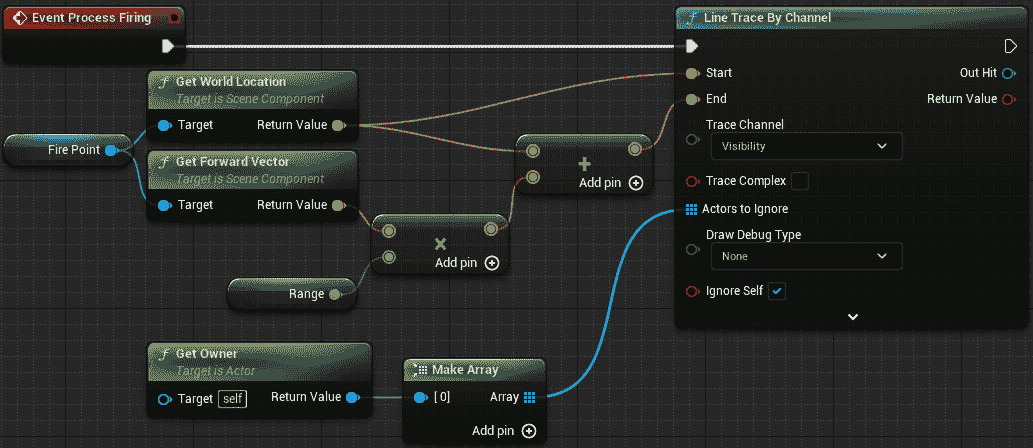 Event Process Firing
Get World Location
Target is Scene Component
Target Return Value
Fire Point
Get Forward Vector
Target is Scene Component
Target Return Value
×
Add pin
+
Add pin
Range
Get Owner
Target is Actor
Target self Return Value
Make Array
[ 0] Array
Add pin
Line Trace By Channel
Start Out Hit
End Return Value
Trace Channel
Visibility
Trace Complex
Actors to Ignore
Draw Debug Type
None
Ignore Self